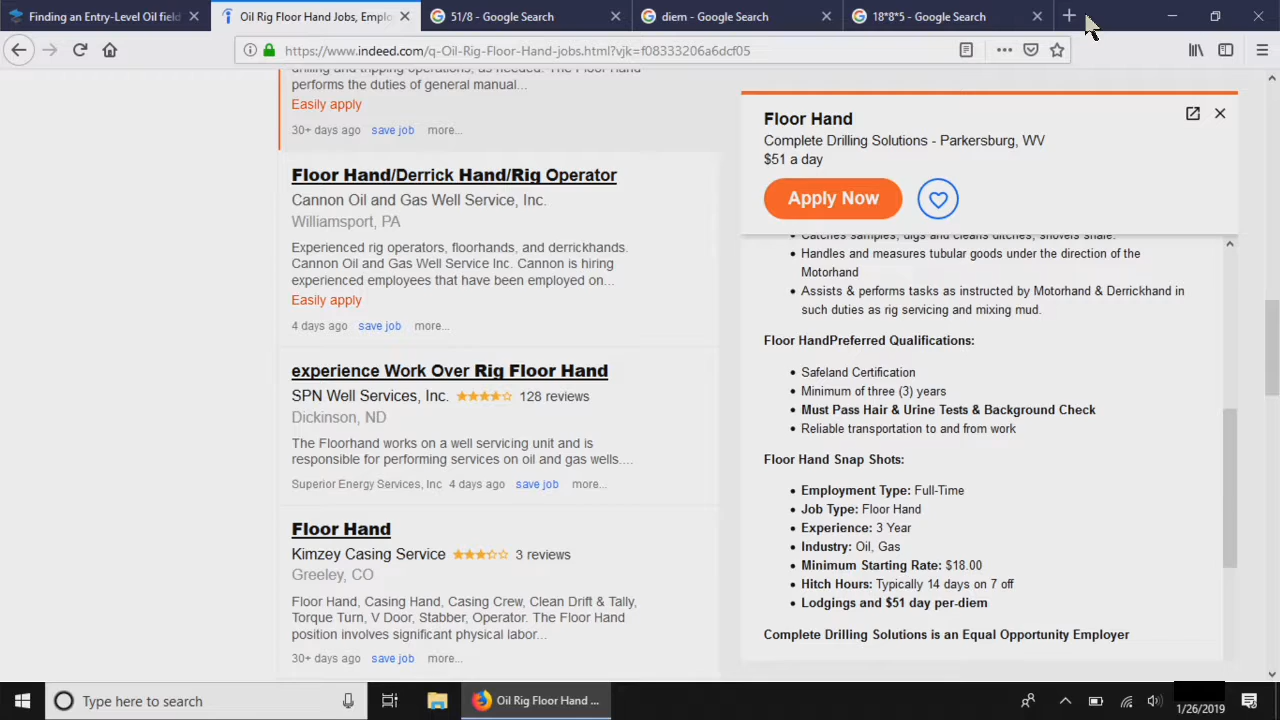 Finding an Entry-Level Oil field
Oil Rig Floor Hand Jobs, Emplo
51/8 - Google Search
diem - Google Search
18*8*5 - Google Search
https://www.indeed.com/q-Oil-Rig-Floor-Hand-jobs.html?vjk=f08333206a6dcf05
drilling and tripping operations, as needed. The Floor Hand
performs the duties of general manual...
Easily apply
30+ days ago save job more...
Floor Hand/Derrick Hand/Rig Operator
Cannon Oil and Gas Well Service, Inc.
Williamsport, PA
Experienced rig operators, floorhands, and derrickhands.
Cannon Oil and Gas Well Service Inc. Cannon is hiring
experienced employees that have been employed on...
Easily apply
4 days ago save job more...
experience Work Over Rig Floor Hand
SPN Well Services, Inc. 128 reviews
Dickinson, ND
The Floorhand works on a well servicing unit and is
responsible for performing services on oil and gas wells....
Superior Energy Services, Inc 4 days ago save job more...
Floor Hand
Kimzey Casing Service 3 reviews
Greeley, CO
Floor Hand, Casing Hand, Casing Crew, Clean Drift & Tally,
Torque Turn, V Door, Stabber, Operator. The Floor Hand
position involves significant physical labor...
30+ days ago save job more...
Floor Hand
Complete Drilling Solutions - Parkersburg, WV
$51 a day
Apply Now
Catches samples, digs and cleans ditches, shovels shale.
Handles and measures tubular goods under the direction of the
Motorhand
Assists & performs tasks as instructed by Motorhand & Derrickhand in
such duties as rig servicing and mixing mud.
Floor HandPreferred Qualifications:
Safeland Certification
Minimum of three (3) years
Must Pass Hair & Urine Tests & Background Check
Reliable transportation to and from work
Floor Hand Snap Shots:
Employment Type: Full-Time
Job Type: Floor Hand
Experience: 3 Year
Industry: Oil, Gas
Minimum Starting Rate: $18.00
Hitch Hours: Typically 14 days on 7 off
Lodgings and $51 day per-diem
Complete Drilling Solutions is an Equal Opportunity Employer
Type here to search
Oil Rig Floor Hand ...
1/26/2019